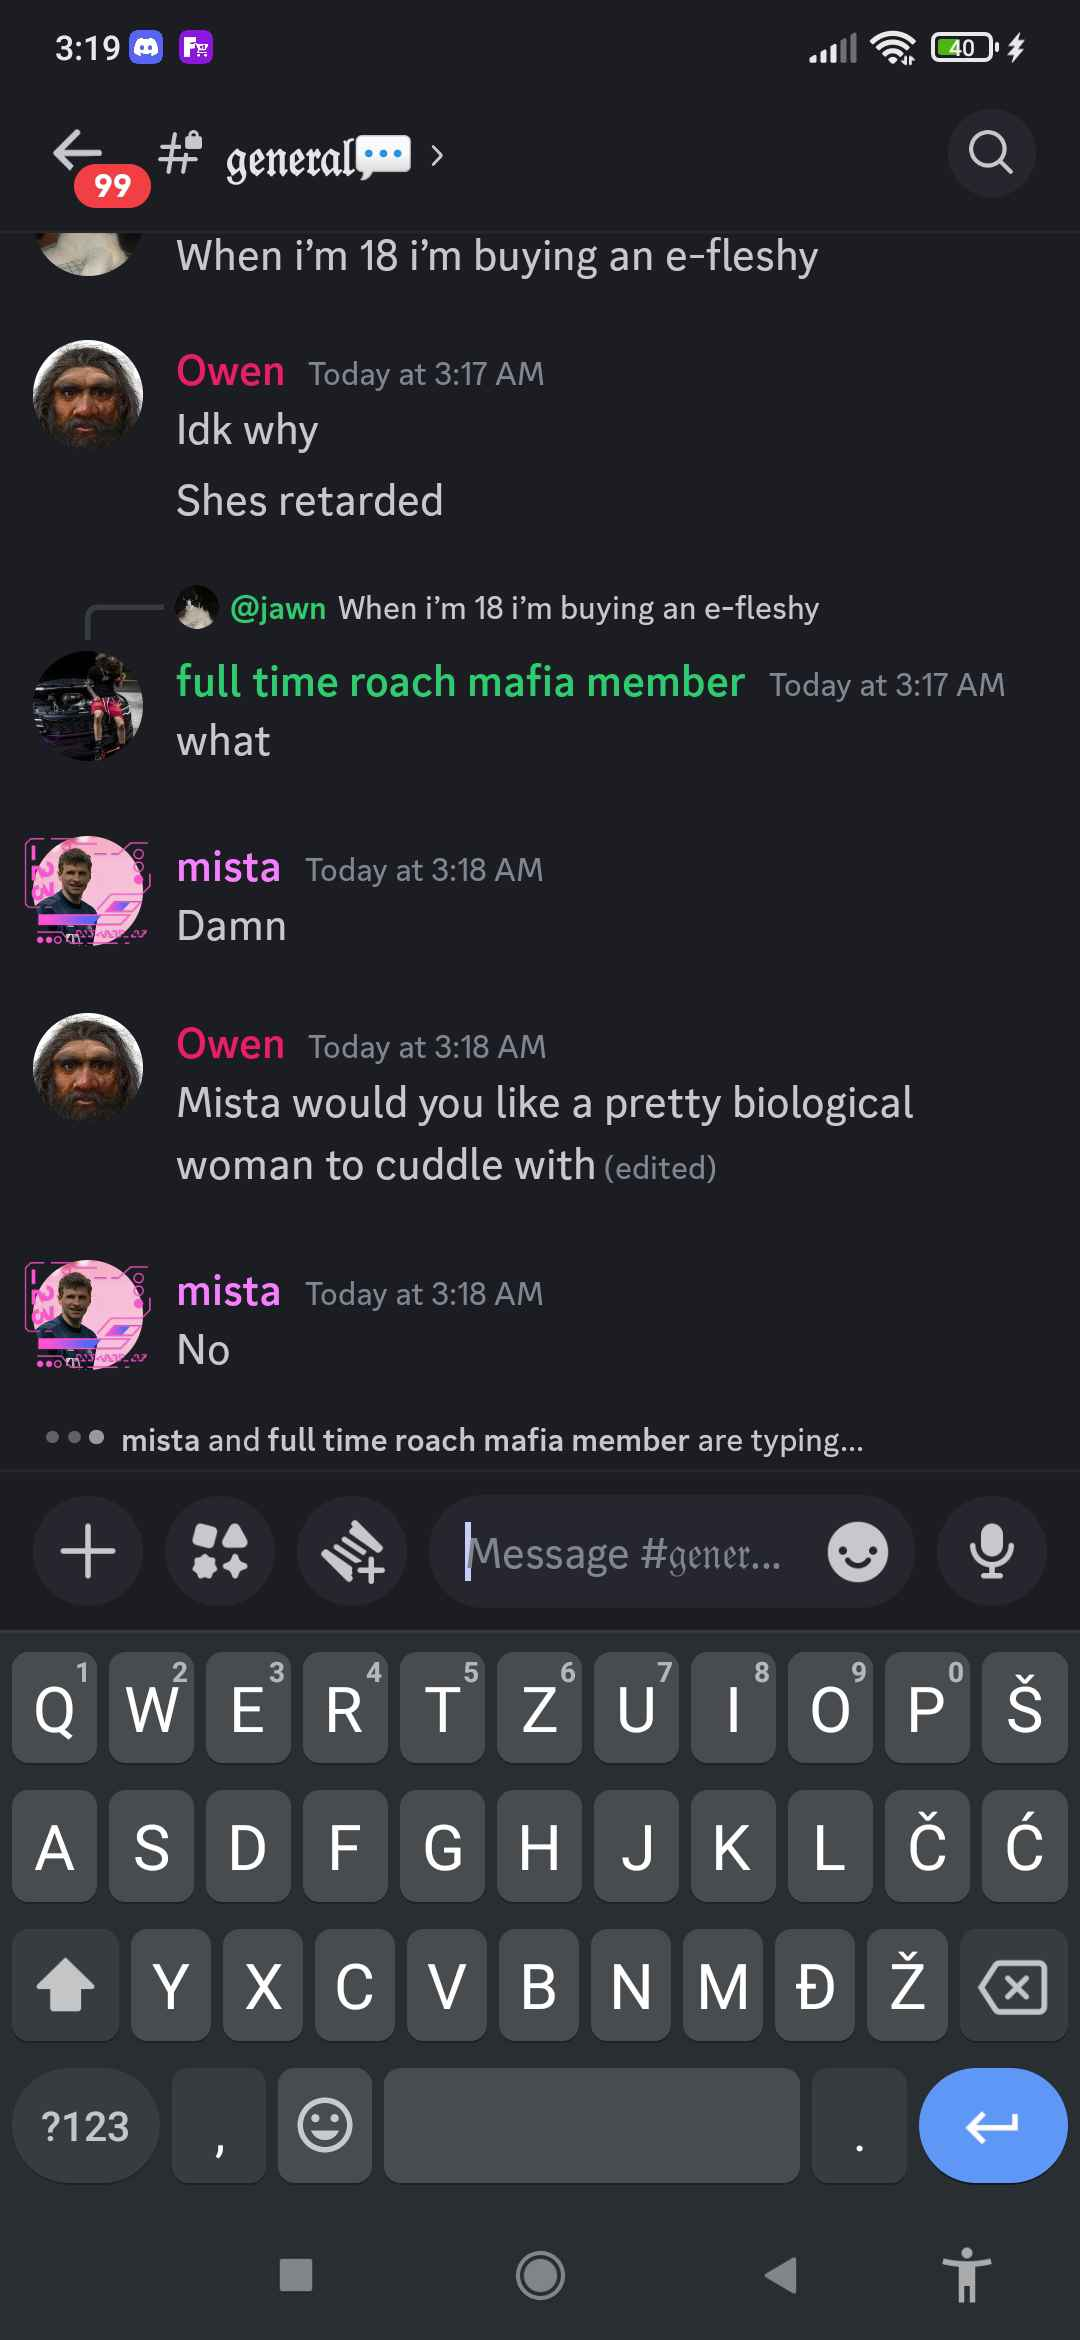 3:19
40
99
# general
When i'm 18 i'm buying an e-fleshy
Owen Today at 3:17 AM
Idk why
Shes retarded
@jawn When i'm 18 i'm buying an e-fleshy
full time roach mafia member Today at 3:17 AM
what
mista Today at 3:18 AM
Damn
Owen Today at 3:18 AM
Mista would you like a pretty biological
woman to cuddle with (edited)
mista Today at 3:18 AM
No
mista and full time roach mafia member are typing...
Message #gener...
1 2 3 4 5 6 7 8 9 0
Q W E R T Z U I O P Š
A S D F G H J K L Č Ć
Y X C V B N M Đ Ž
?123 , .